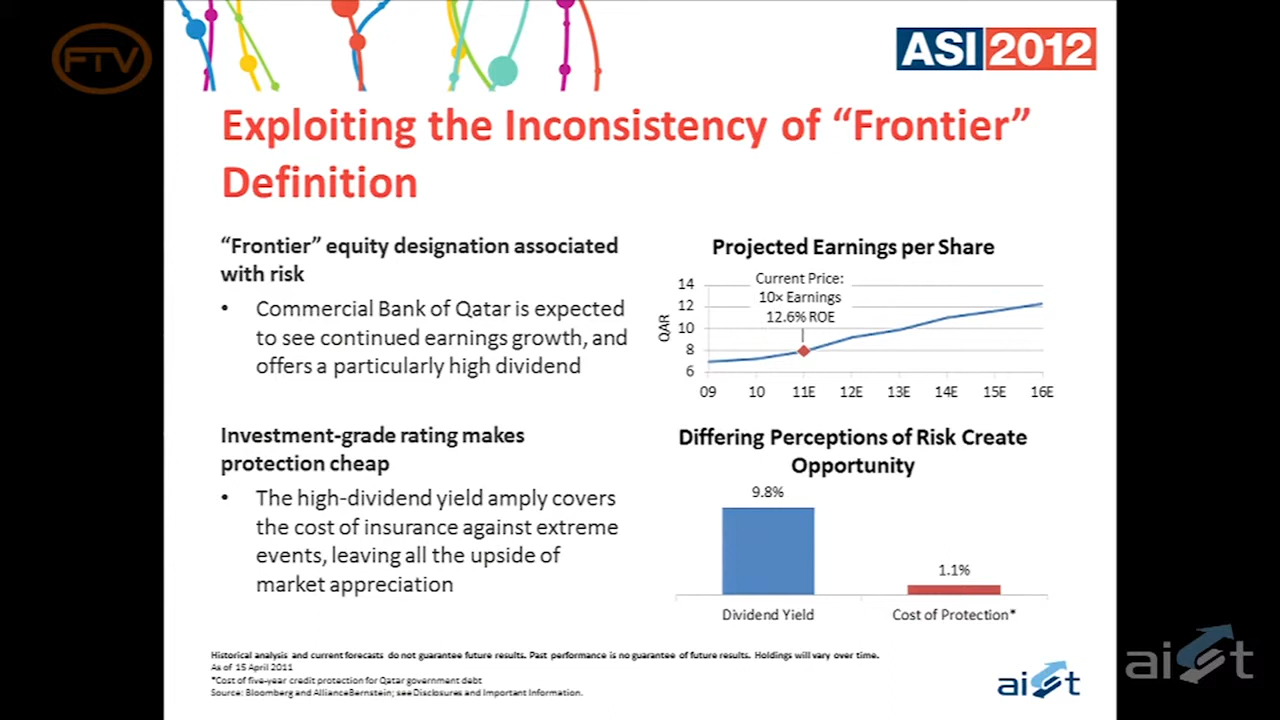 FTV
ASI 2012
Exploiting the Inconsistency of “Frontier”
Definition
“Frontier” equity designation associated
with risk
• Commercial Bank of Qatar is expected
to see continued earnings growth, and
offers a particularly high dividend
Investment-grade rating makes
protection cheap
• The high-dividend yield amply covers
the cost of insurance against extreme
events, leaving all the upside of
market appreciation
Projected Earnings per Share
Current Price:
10× Earnings
12.6% ROE
QAR
14
12
10
8
6
09 10 11E 12E 13E 14E 15E 16E
Differing Perceptions of Risk Create
Opportunity
9.8%
1.1%
Dividend Yield Cost of Protection*
Historical analysis and current forecasts do not guarantee future results. Past performance is no guarantee of future results. Holdings will vary over time.
As of 15 April 2011
*Cost of five-year credit protection for Qatar government debt
Source: Bloomberg and AllianceBernstein; see Disclosures and Important Information.
aist
aist